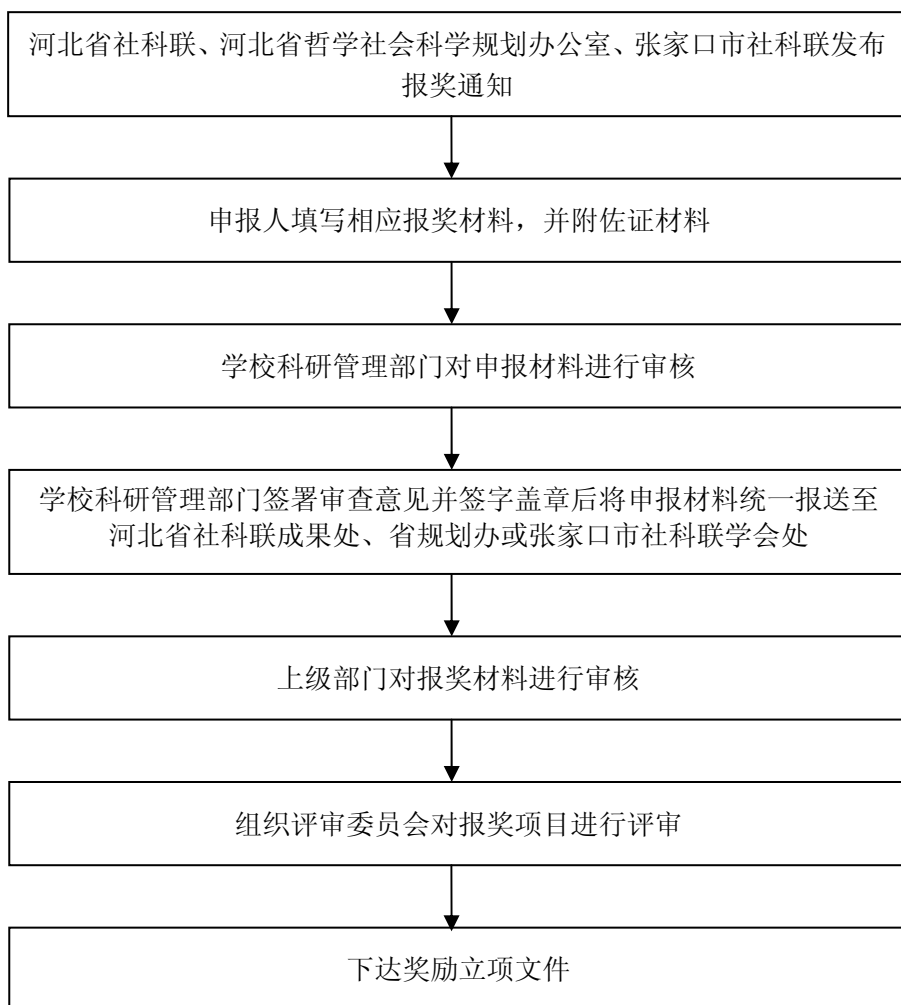 河北省社科联、河北省哲学社会科学规划办公室、张家口市社科联发布
报奖通知
申报人填写相应报奖材料，并附佐证材料
学校科研管理部门对申报材料进行审核
学校科研管理部门签署审查意见并签字盖章后将申报材料统一报送至
河北省社科联成果处、省规划办或张家口市社科联学会处
上级部门对报奖材料进行审核
组织评审委员会对报奖项目进行评审
下达奖励立项文件